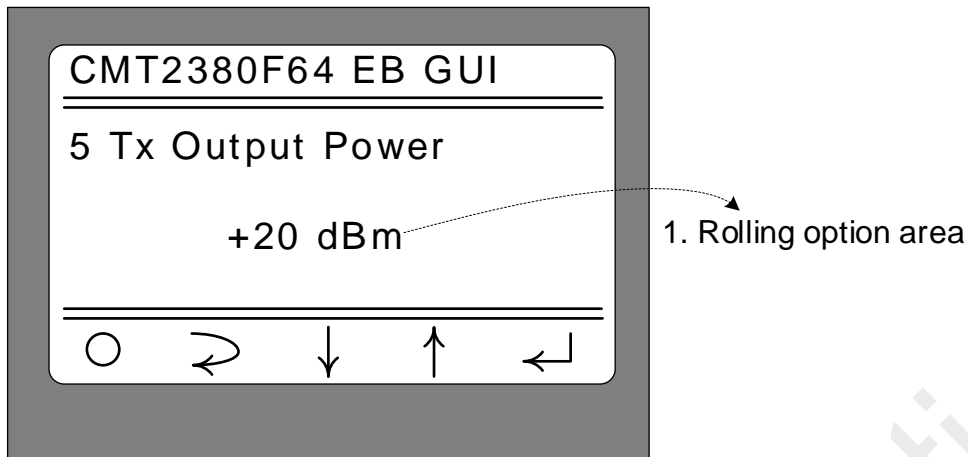 CMT2380F64 EB GUI
5 Tx Output Power
+20 dBm
1. Rolling option area